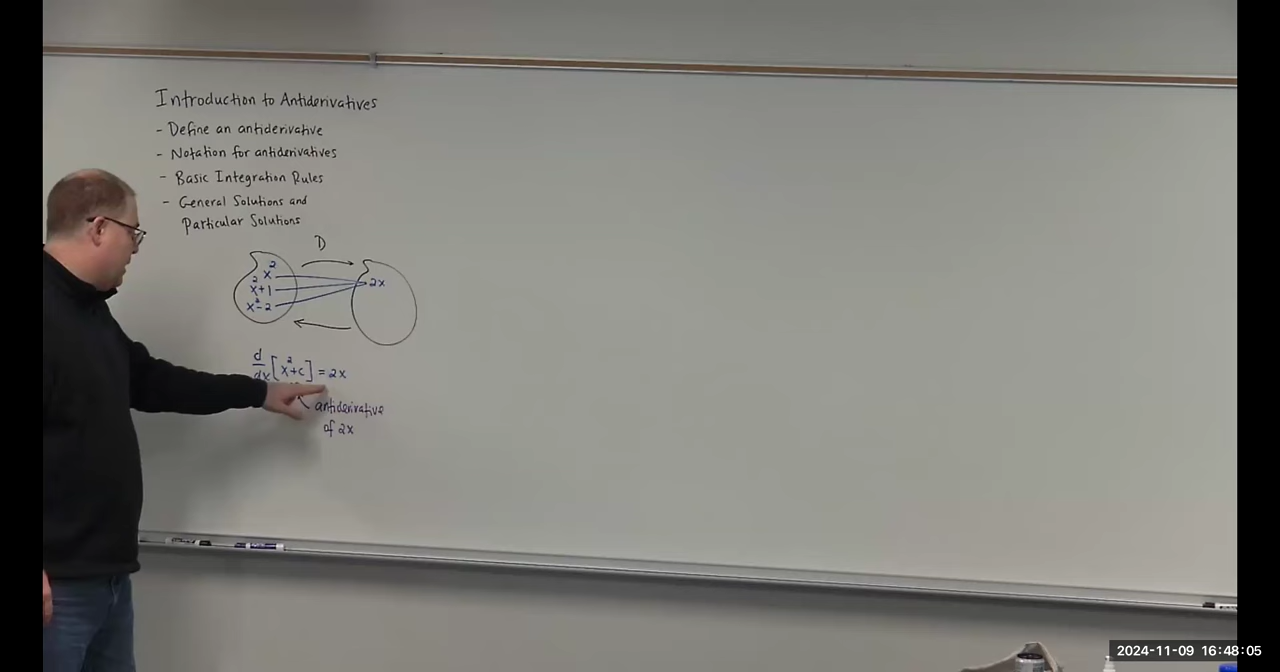 Introduction to Antiderivatives
- Define an antiderivative
- Notation for antiderivatives
- Basic Integration Rules
- General Solutions and
Particular Solutions
D
x²
x²+1
x²-2
2x
d/dx [x²+c] = 2x
antiderivative
of 2x
2024-11-09 16:48:05